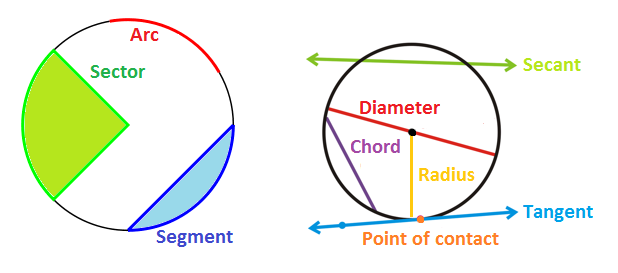 Arc
Sector
Segment
Secant
Diameter
Chord
Radius
Tangent
Point of contact